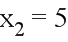 x₂ = 5